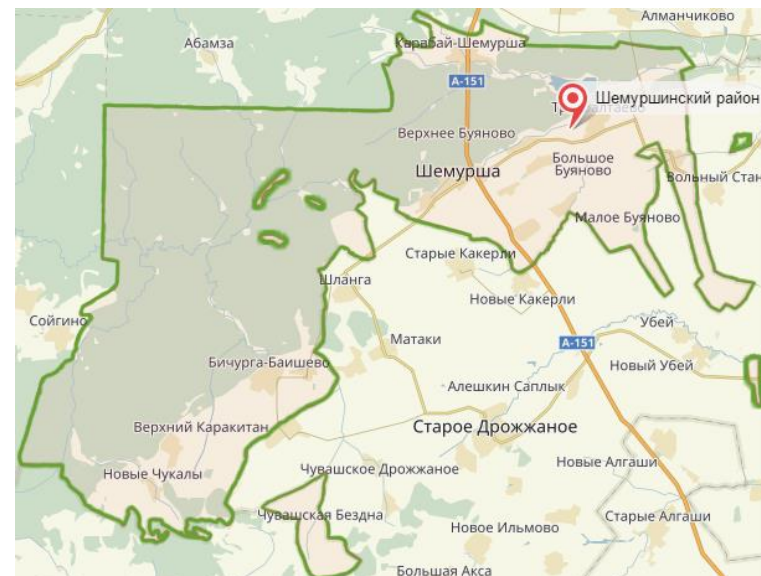 Алманчиково
Абамза
Карабай-Шемурша
А-151
Шемуршинский район
Верхнее Буяново
Большое
Буяново
Шемурша
Вольный Стан
Малое Буяново
Старые Какерли
Шланга
Новые Какерли
Сойгино
Убей
А-151
Матаки
Бичурга-Баишево
Новый Убей
Алешкин Саплык
Верхний Каракитан
Старое Дрожжаное
Новые Чукалы
Чувашское Дрожжаное
Новые Алгаши
Чувашская Бездна
Новое Ильмово
Старые Алгаши
Большая Акса